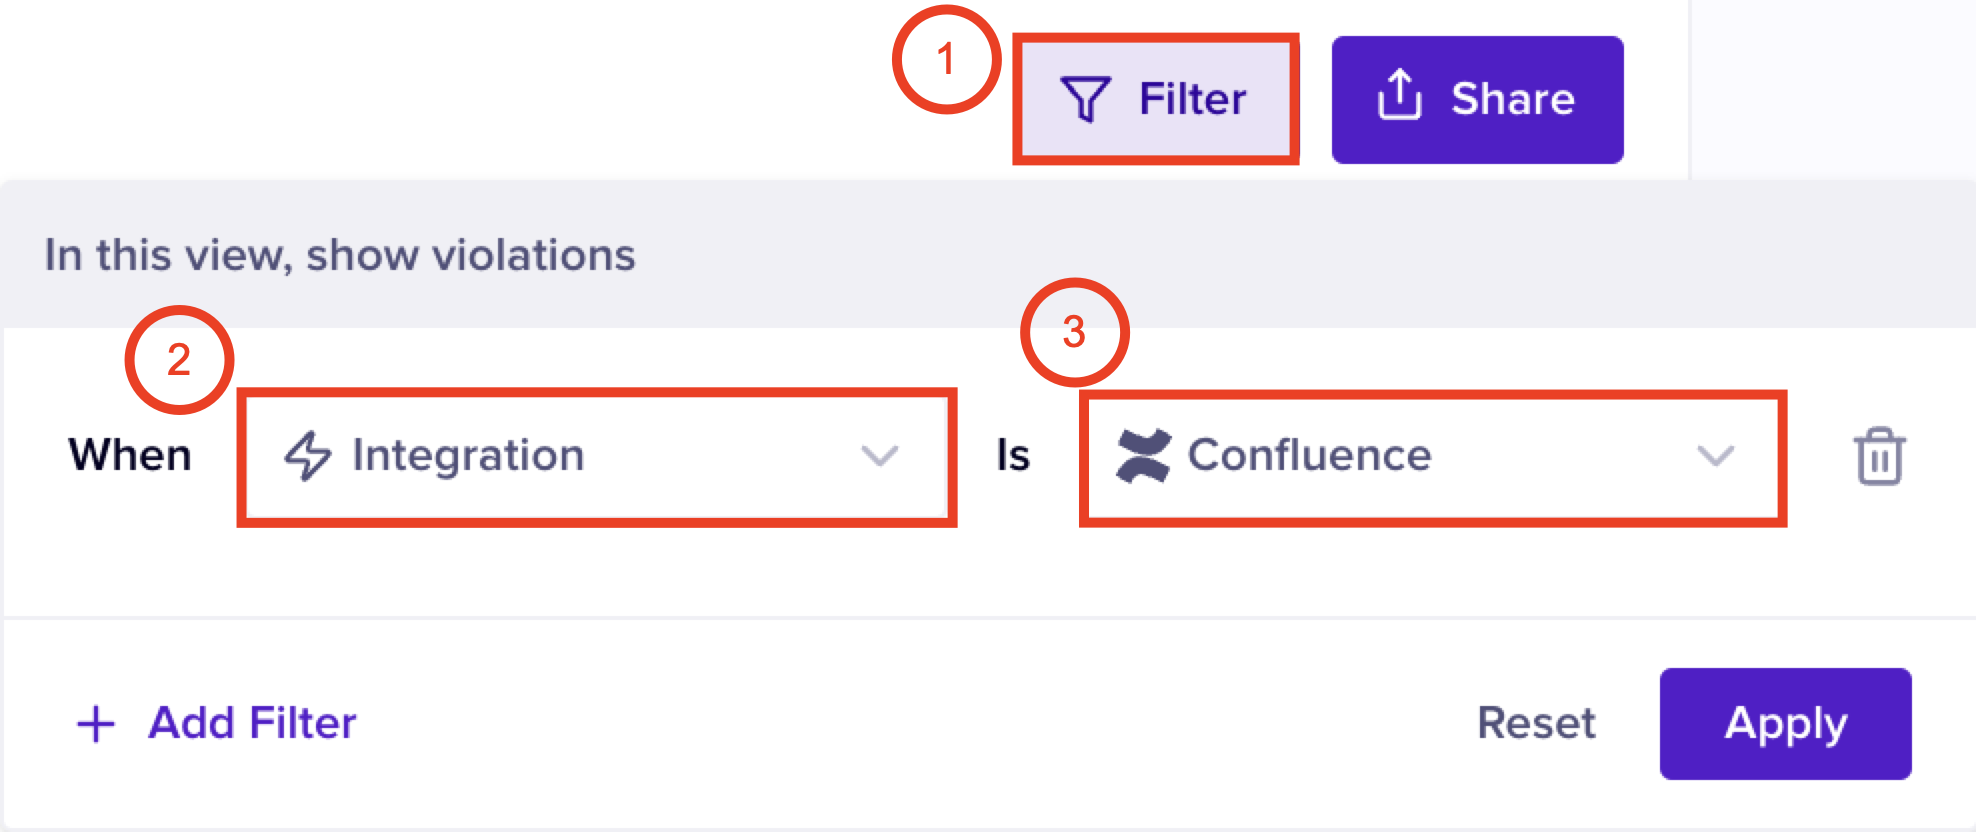 1
Filter
Share
In this view, show violations
2
3
When
Integration
Is
Confluence
Add Filter
Reset
Apply